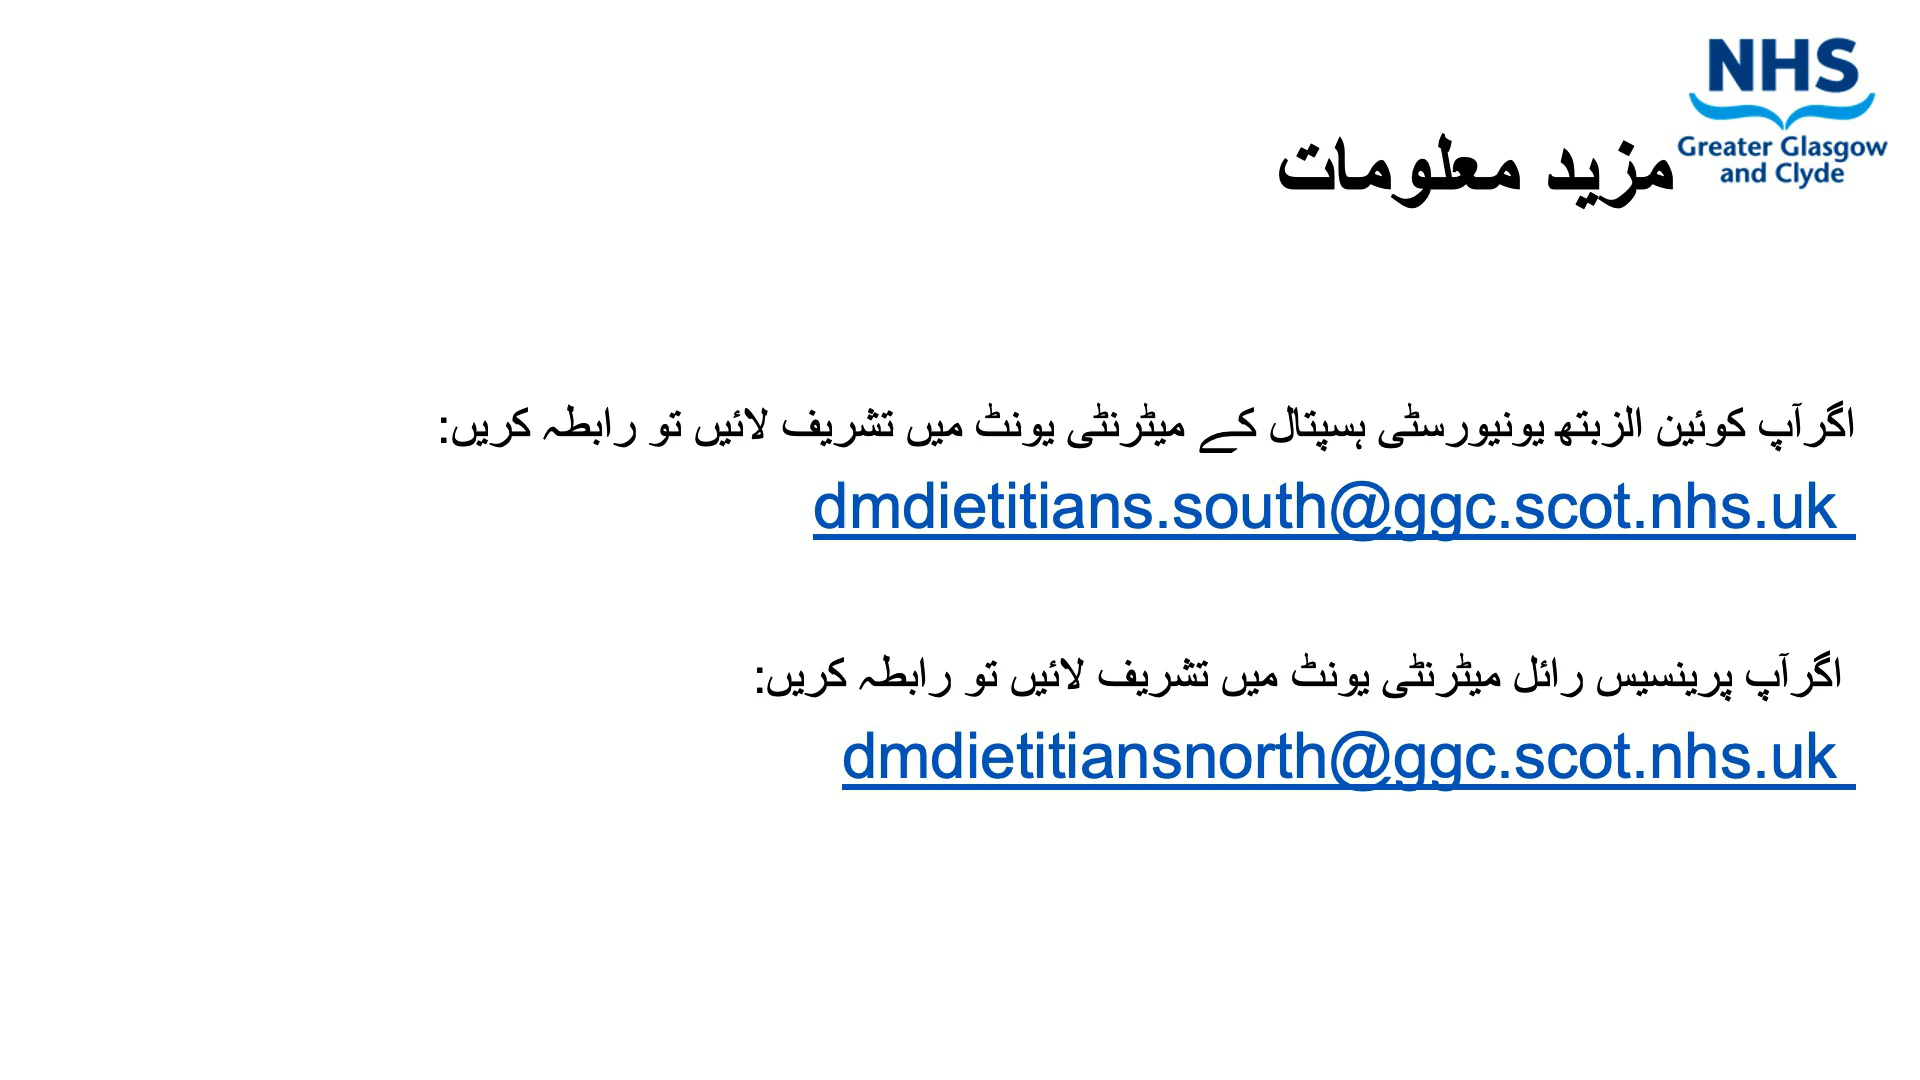 NHS
Greater Glasgow
and Clyde
مزید معلومات
اگرآپ کوئین الزبتھ یونیورسٹی ہسپتال کے میٹرنٹی یونٹ میں تشریف لائیں تو رابطہ کریں:
dmdietitians.south@ggc.scot.nhs.uk
اگرآپ پرینسیس رائل میٹرنٹی یونٹ میں تشریف لائیں تو رابطہ کریں:
dmdietitiansnorth@ggc.scot.nhs.uk